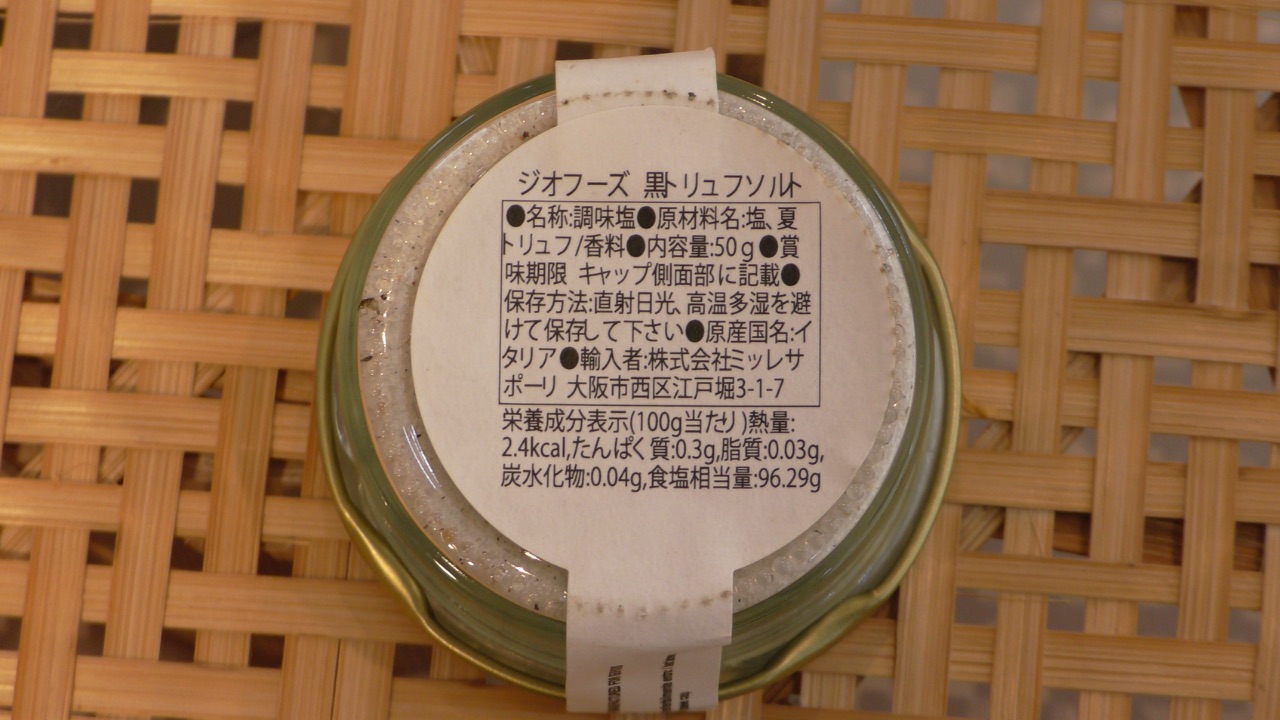 ジオフーズ 黒トリュフソルト
●名称:調味塩●原材料名:塩、夏
トリュフ/香料●内容量:50g●賞
味期限 キャップ側面部に記載●
保存方法:直射日光、高温多湿を避
けて保存して下さい●原産国名:イ
タリア●輸入者:株式会社ミッレサ
ポーリ 大阪市西区江戸堀3-1-7
栄養成分表示(100g当たり)熱量:
2.4kcal,たんぱく質:0.3g,脂質:0.03g,
炭水化物:0.04g,食塩相当量:96.29g